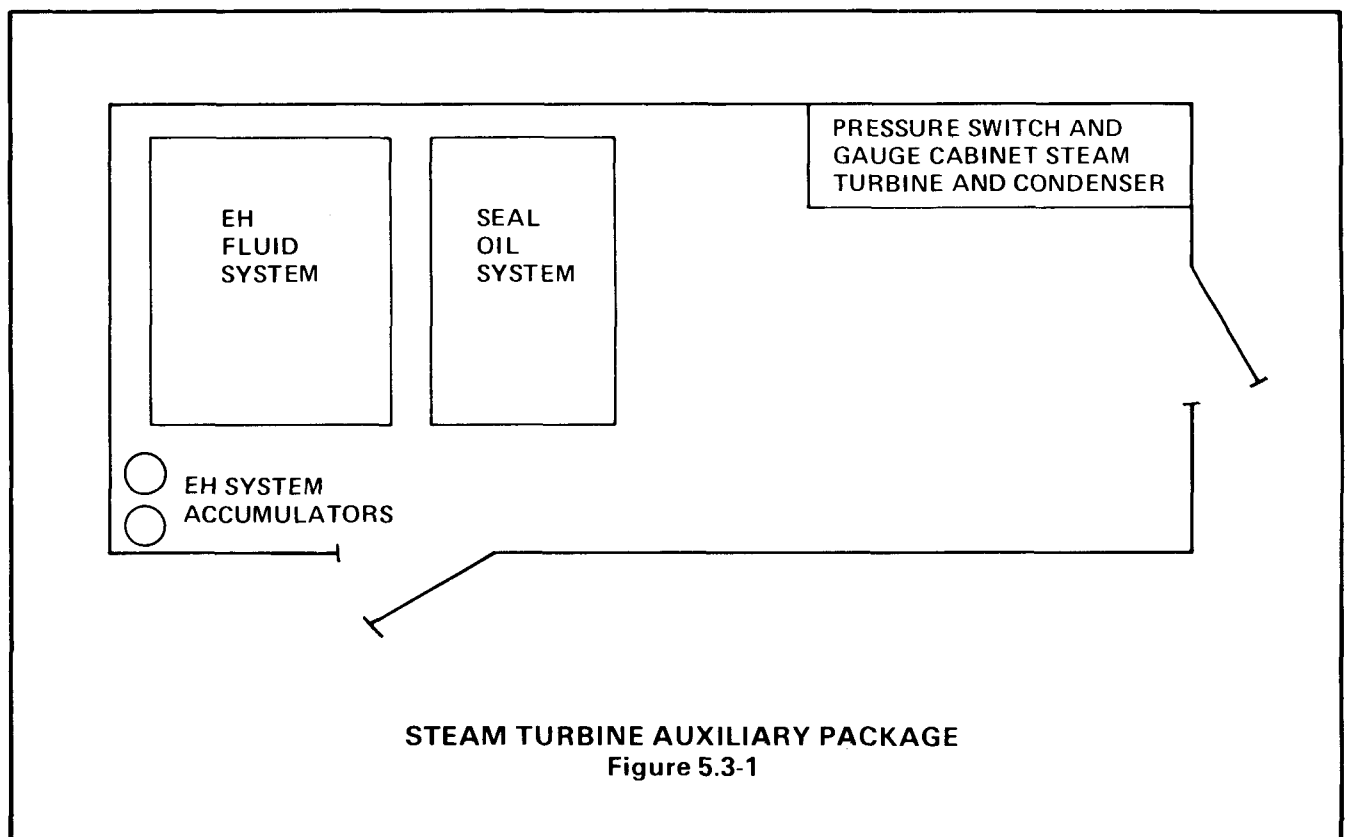 EH
FLUID
SYSTEM
SEAL
OIL
SYSTEM
PRESSURE SWITCH AND
GAUGE CABINET STEAM
TURBINE AND CONDENSER
EH SYSTEM
ACCUMULATORS
STEAM TURBINE AUXILIARY PACKAGE
Figure 5.3-1